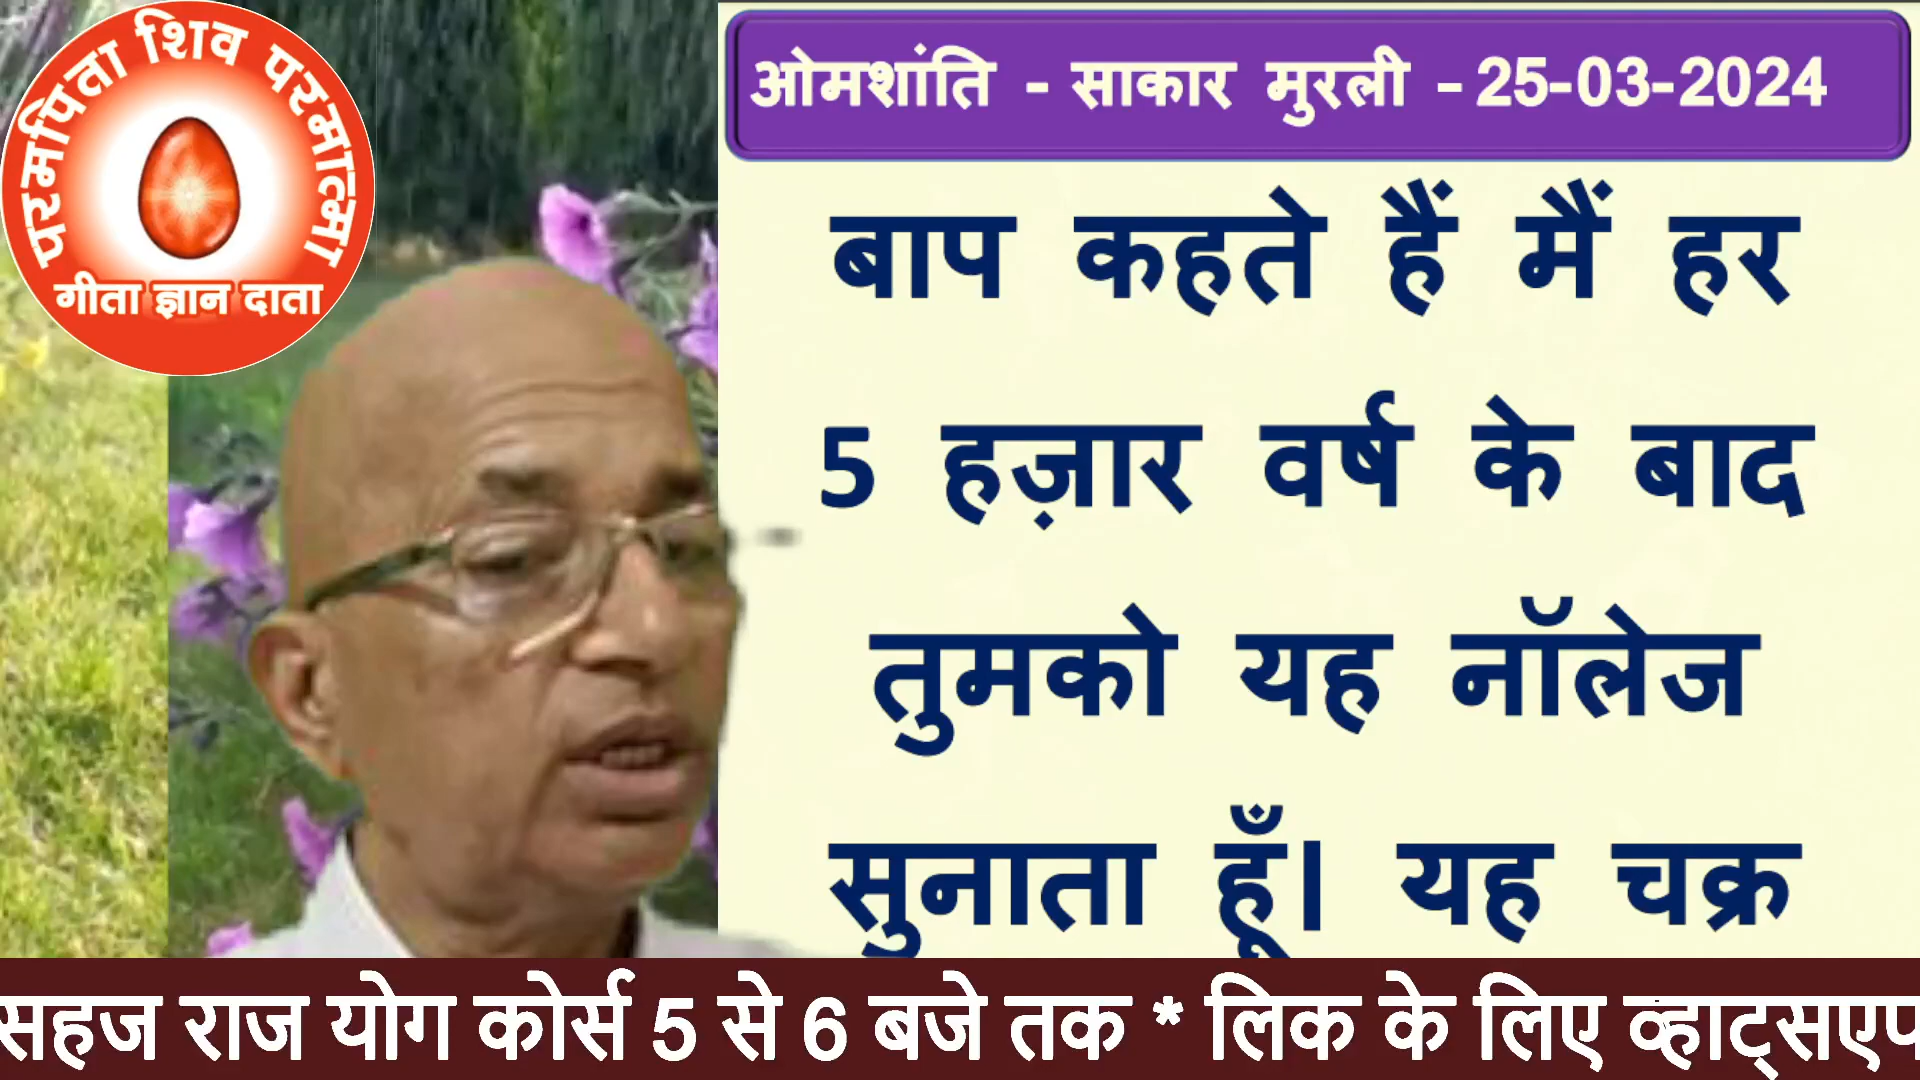 परमपिता शिव परमात्मा
गीता ज्ञान दाता
ओमशांति - साकार मुरली - 25-03-2024
बाप कहते हैं मैं हर
5 हज़ार वर्ष के बाद
तुमको यह नॉलेज
सुनाता हूँ। यह चक्र
सहज राज योग कोर्स 5 से 6 बजे तक * लिंक के लिए व्हाट्सएप